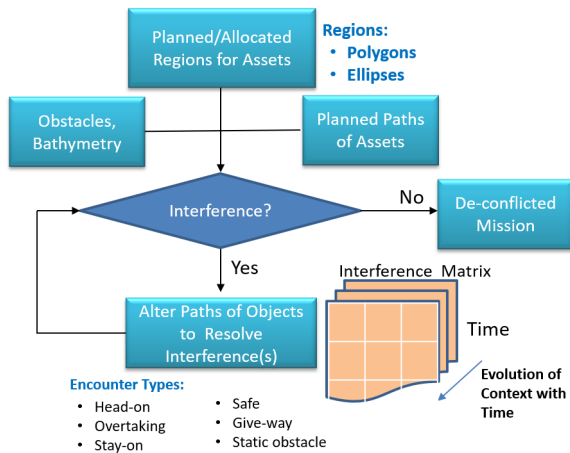 Planned/Allocated
Regions for Assets
Regions:
• Polygons
• Ellipses
Obstacles,
Bathymetry
Planned Paths
of Assets
Interference?
No
De-conflicted
Mission
Yes
Alter Paths of Objects
to Resolve
Interference(s)
Interference Matrix
Time
Evolution of
Context with
Time
Encounter Types:
• Head-on
• Overtaking
• Stay-on
• Safe
• Give-way
• Static obstacle